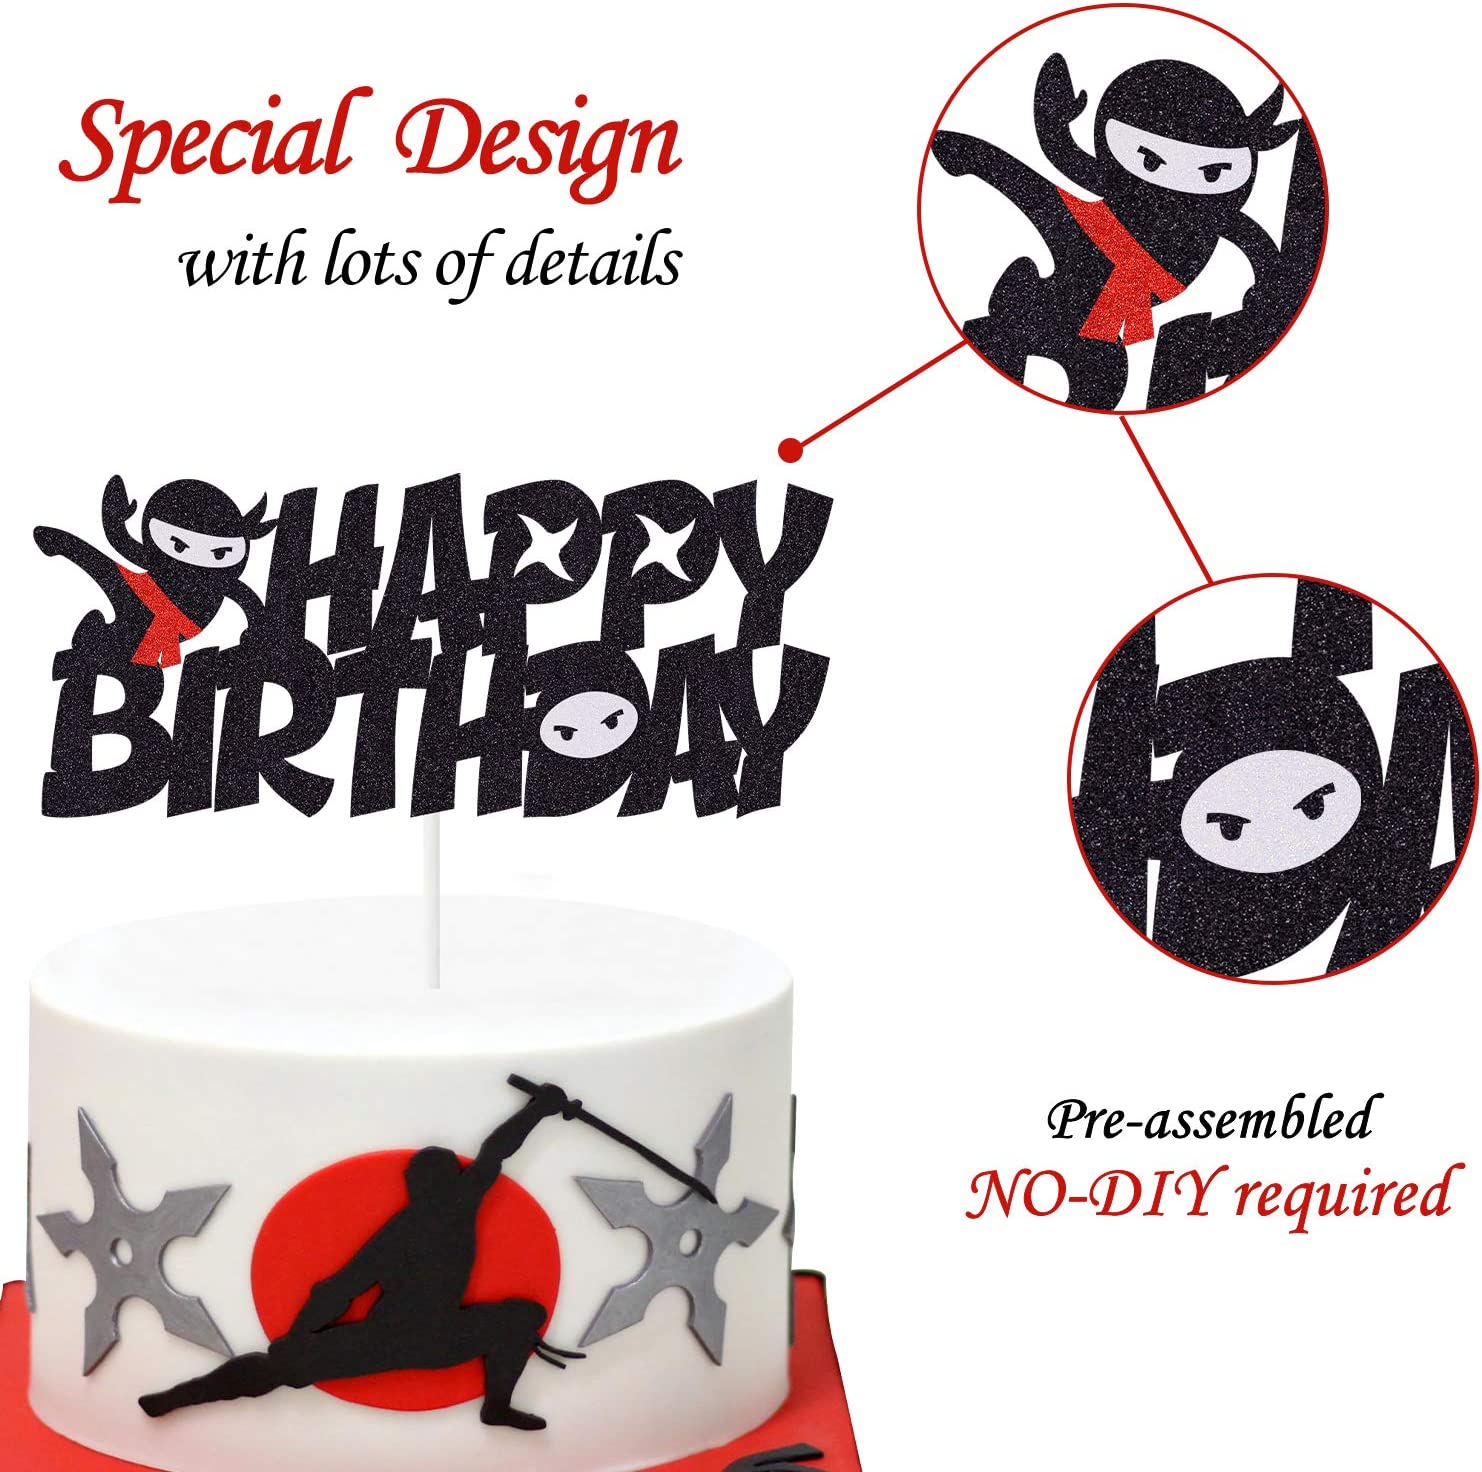 Special Design
with lots of details
HAPPY
BIRTHDAY
Pre-assembled
NO-DIY required